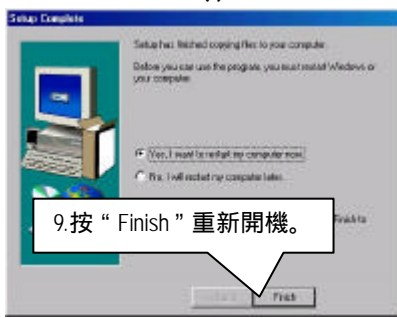 Setup Complete
Setup has finished copying files to your computer.
Before you can use the program, you must restart Windows or
your computer.
Yes, I want to restart my computer now.
No, I will restart my computer later.
9.按“Finish”重新開機。
Finish to
Finish